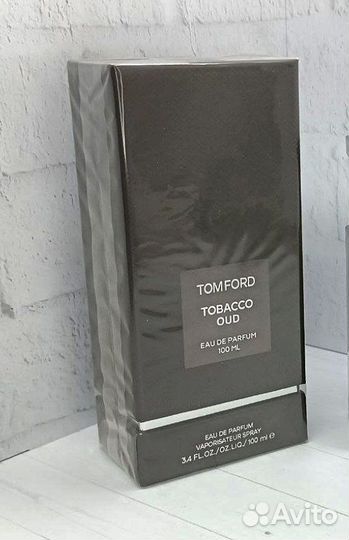 TOM FORD
TOBACCO
OUD
EAU DE PARFUM
100 ML
EAU DE PARFUM
VAPORISATEUR SPRAY
3.4 FL.OZ./OZ.LIQ./100 ml e
Avito